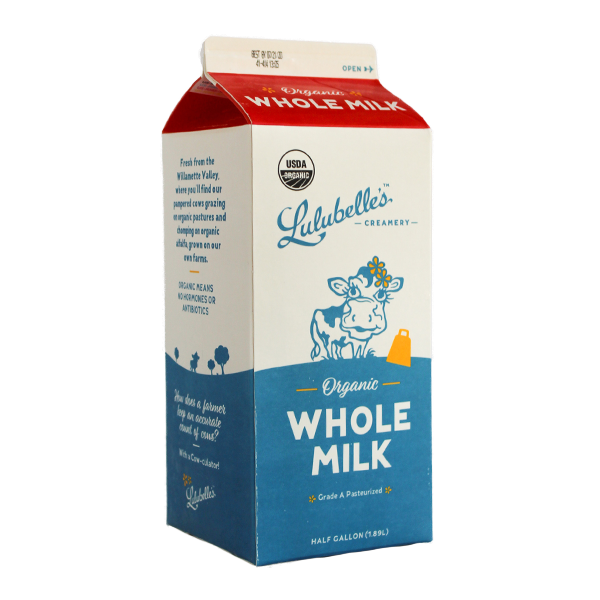 OPEN
Organic
WHOLE MILK
USDA
ORGANIC
Lulubelle's™
CREAMERY
Organic
WHOLE
MILK
Grade A Pasteurized
HALF GALLON (1.89L)
Fresh from the
Willamette Valley,
where you'll find our
pampered cows grazing
on organic pastures and
chomping on organic
alfalfa, grown on our
own farms.
ORGANIC MEANS
NO HORMONES OR
ANTIBIOTICS
How does a farmer
keep an accurate
count of cows?
With a Cow-culator!
Lulubelle's